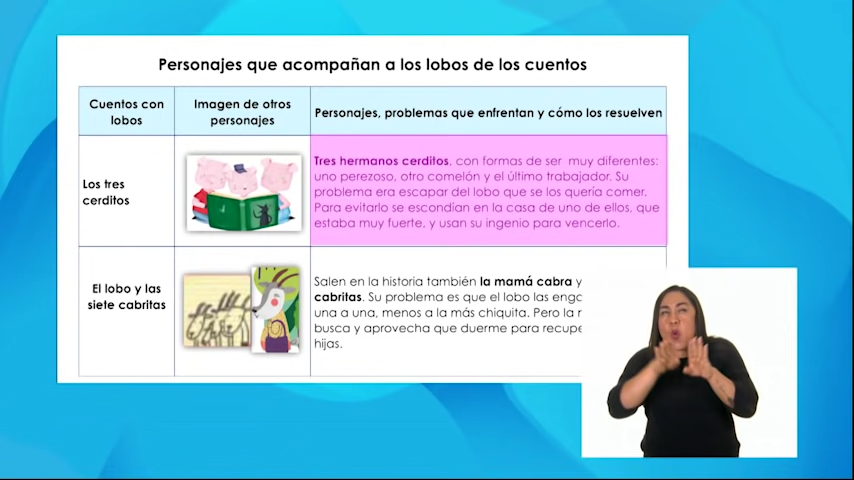 Personajes que acompañan a los lobos de los cuentos
Cuentos con
lobos
Imagen de otros
personajes
Personajes, problemas que enfrentan y cómo los resuelven
Los tres
cerditos
Tres hermanos cerditos, con formas de ser muy diferentes:
uno perezoso, otro comelón y el último trabajador. Su
problema era escapar del lobo que se los quería comer.
Para evitarlo se escondían en la casa de uno de ellos, que
estaba muy fuerte, y usan su ingenio para vencerlo.
El lobo y las
siete cabritas
Salen en la historia también la mamá cabra y
cabritas. Su problema es que el lobo las
una a una, menos a la más chiquita. Pero la
busca y aprovecha que duerme para
hijas.